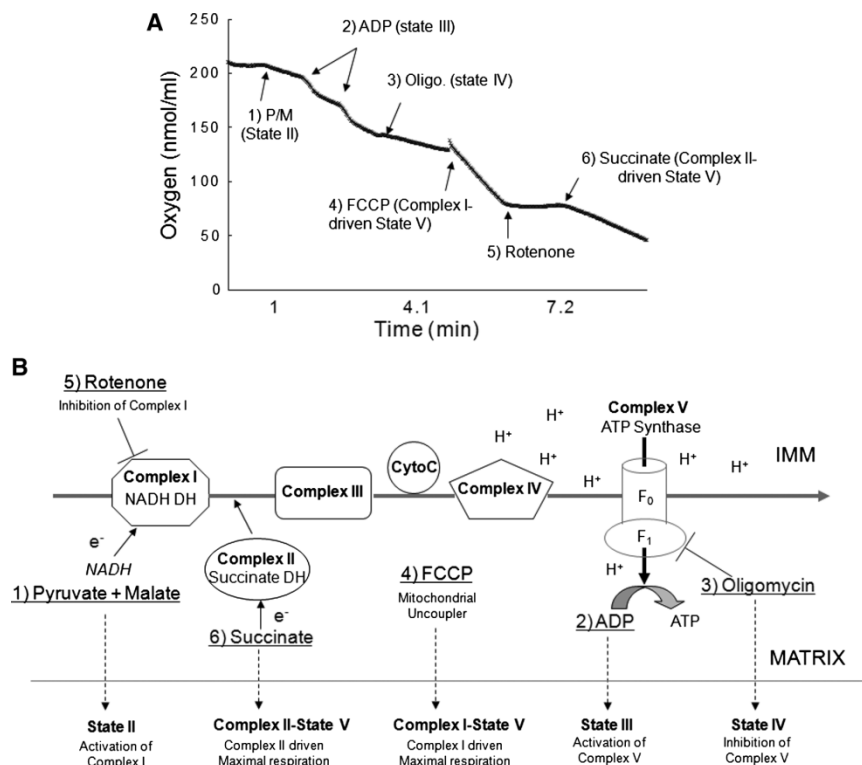 A
2) ADP (state III)
3) Oligo. (state IV)
1) P/M
(State II)
6) Succinate (Complex II-
driven State V)
4) FCCP (Complex I-
driven State V)
5) Rotenone
Oxygen (nmol/ml)
250
200
150
100
50
0
1
4.1
7.2
Time (min)
B
5) Rotenone
Inhibition of Complex I
Complex V
ATP Synthase
H+
H+
H+
H+
H+
H+
IMM
Complex I
NADH DH
Complex III
CytoC
Complex IV
F0
F1
e-
NADH
1) Pyruvate + Malate
Complex II
Succinate DH
e-
6) Succinate
4) FCCP
Mitochondrial
Uncoupler
H+
2) ADP
ATP
3) Oligomycin
MATRIX
State II
Activation of
Complex I
Complex II-State V
Complex II driven
Maximal respiration
Complex I-State V
Complex I driven
Maximal respiration
State III
Activation of
Complex V
State IV
Inhibition of
Complex V